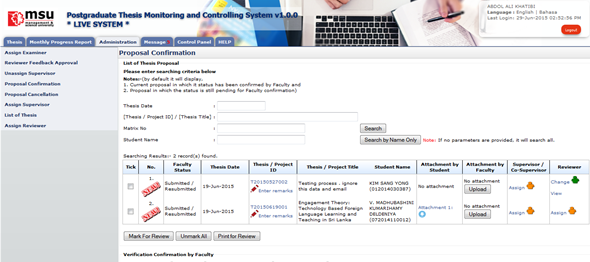 msu
management & science university
Postgraduate Thesis Monitoring and Controlling System v1.0.0
* LIVE SYSTEM *
ABDOL ALI KHATIBI
Language : English | Bahasa
Last Login: 29-Jun-2015 02:52:56 PM
Logout
Thesis Monthly Progress Report Administration Message Control Panel HELP
Assign Examiner
Reviewer Feedback Approval
Unassign Supervisor
Proposal Confirmation
Proposal Cancellation
Assign Supervisor
List of Thesis
Assign Reviewer
Proposal Confirmation
List of Thesis Proposal
Please enter searching criteria below
Notes:-(by default it will display,
1. Current proposal in which it status has been confirmed by Faculty and
2. Proposal in which the status is still pending for Faculty confirmation)
Thesis Date :
[Thesis / Project ID] / [Thesis Title] :
Matrix No : Search
Student Name : Search by Name Only Note: If no parameters are provided, it will search all.
Searching Results:- 2 record(s) found.
Tick No. Faculty Status Thesis Date Thesis / Project ID Thesis / Project Title Student Name Attachment by Student Attachment by Faculty Supervisor / Co-Supervisor Reviewer
1.
NEW
Submitted / Resubmitted
19-Jun-2015
T20150527002
Enter remarks
Testing process . ignore
this data and email
KIM SANG YONG
(012014030387)
No attachment
No attachment
Upload
Assign
Change
View
2.
NEW
Submitted / Resubmitted
19-Jun-2015
T20150619001
Enter remarks
Engagement Theory:
Technology Based Foreign
Language Learning and
Teaching in Sri Lanka
V. MADHUBASHINI
KUMARIHAMY
DELDENIYA
(072014110012)
Attachment 1:
No attachment
Upload
Assign
Assign
Mark For Review Unmark All Print for Review
Verification Confirmation by Faculty